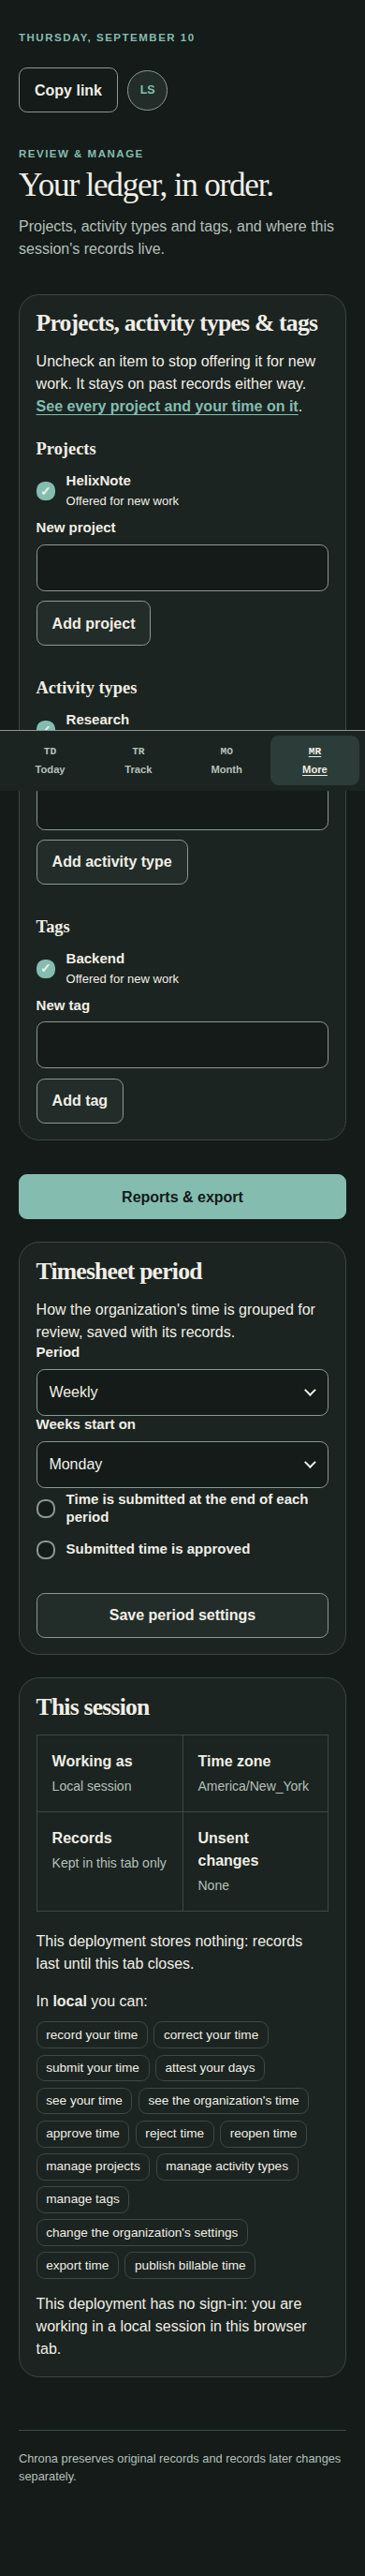 THURSDAY, SEPTEMBER 10
Copy link
LS
REVIEW & MANAGE
Your ledger, in order.
Projects, activity types and tags, and where this
session's records live.
Projects, activity types & tags
Uncheck an item to stop offering it for new
work. It stays on past records either way.
See every project and your time on it.
Projects
HelixNote
Offered for new work
New project
Add project
Activity types
Research
TD
Today
TR
Track
MO
Month
MR
More
Add activity type
Tags
Backend
Offered for new work
New tag
Add tag
Reports & export
Timesheet period
How the organization's time is grouped for
review, saved with its records.
Period
Weekly
Weeks start on
Monday
Time is submitted at the end of each
period
Submitted time is approved
Save period settings
This session
Working as
Local session
Time zone
America/New_York
Records
Kept in this tab only
Unsent
changes
None
This deployment stores nothing: records
last until this tab closes.
In local you can:
record your time
correct your time
submit your time
attest your days
see your time
see the organization's time
approve time
reject time
reopen time
manage projects
manage activity types
manage tags
change the organization's settings
export time
publish billable time
This deployment has no sign-in: you are
working in a local session in this browser
tab.
Chrona preserves original records and records later changes
separately.